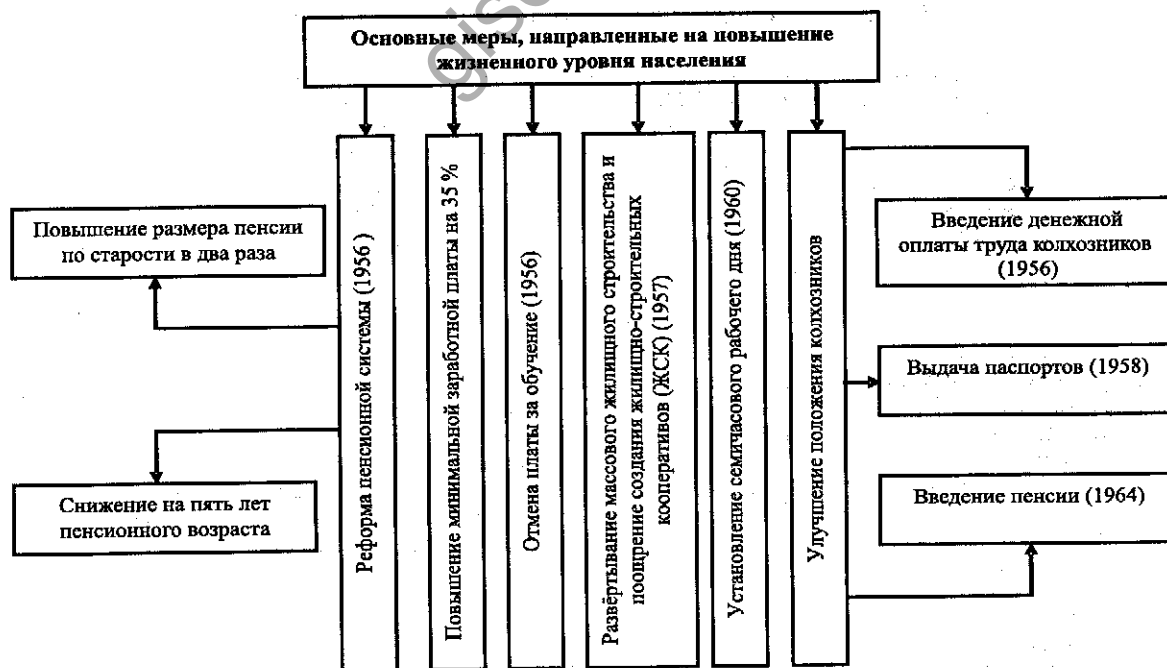 Основные меры, направленные на повышение
жизненного уровня населения
Повышение размера пенсии
по старости в два раза
Снижение на пять лет
пенсионного возраста
Реформа пенсионной системы (1956 )
Повышение минимальной заработной платы на 35 %
Отмена платы за обучение (1956)
Развёртывание массового жилищного строительства и
поощрение создания жилищно-строительных
кооперативов (ЖСК) (1957)
Установление семичасового рабочего дня (1960)
Улучшение положения колхозников
Введение денежной
оплаты труда колхозников
(1956)
Выдача паспортов (1958)
Введение пенсии (1964)